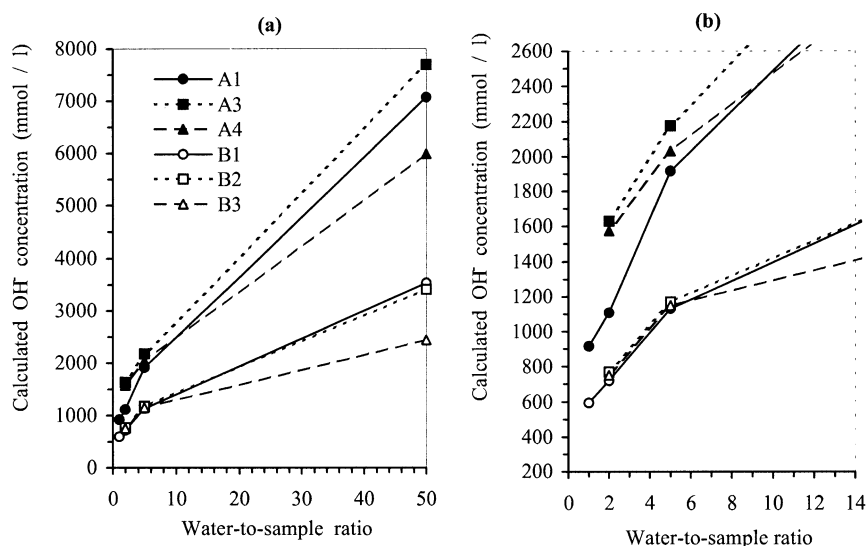 (a)
Calculated OH⁻ concentration (mmol / l)
8000
7000
6000
5000
4000
3000
2000
1000
0
A1
A3
A4
B1
B2
B3
0 10 20 30 40 50
Water-to-sample ratio
(b)
Calculated OH⁻ concentration (mmol / l)
2600
2400
2200
2000
1800
1600
1400
1200
1000
800
600
400
200
0 2 4 6 8 10 12 14
Water-to-sample ratio